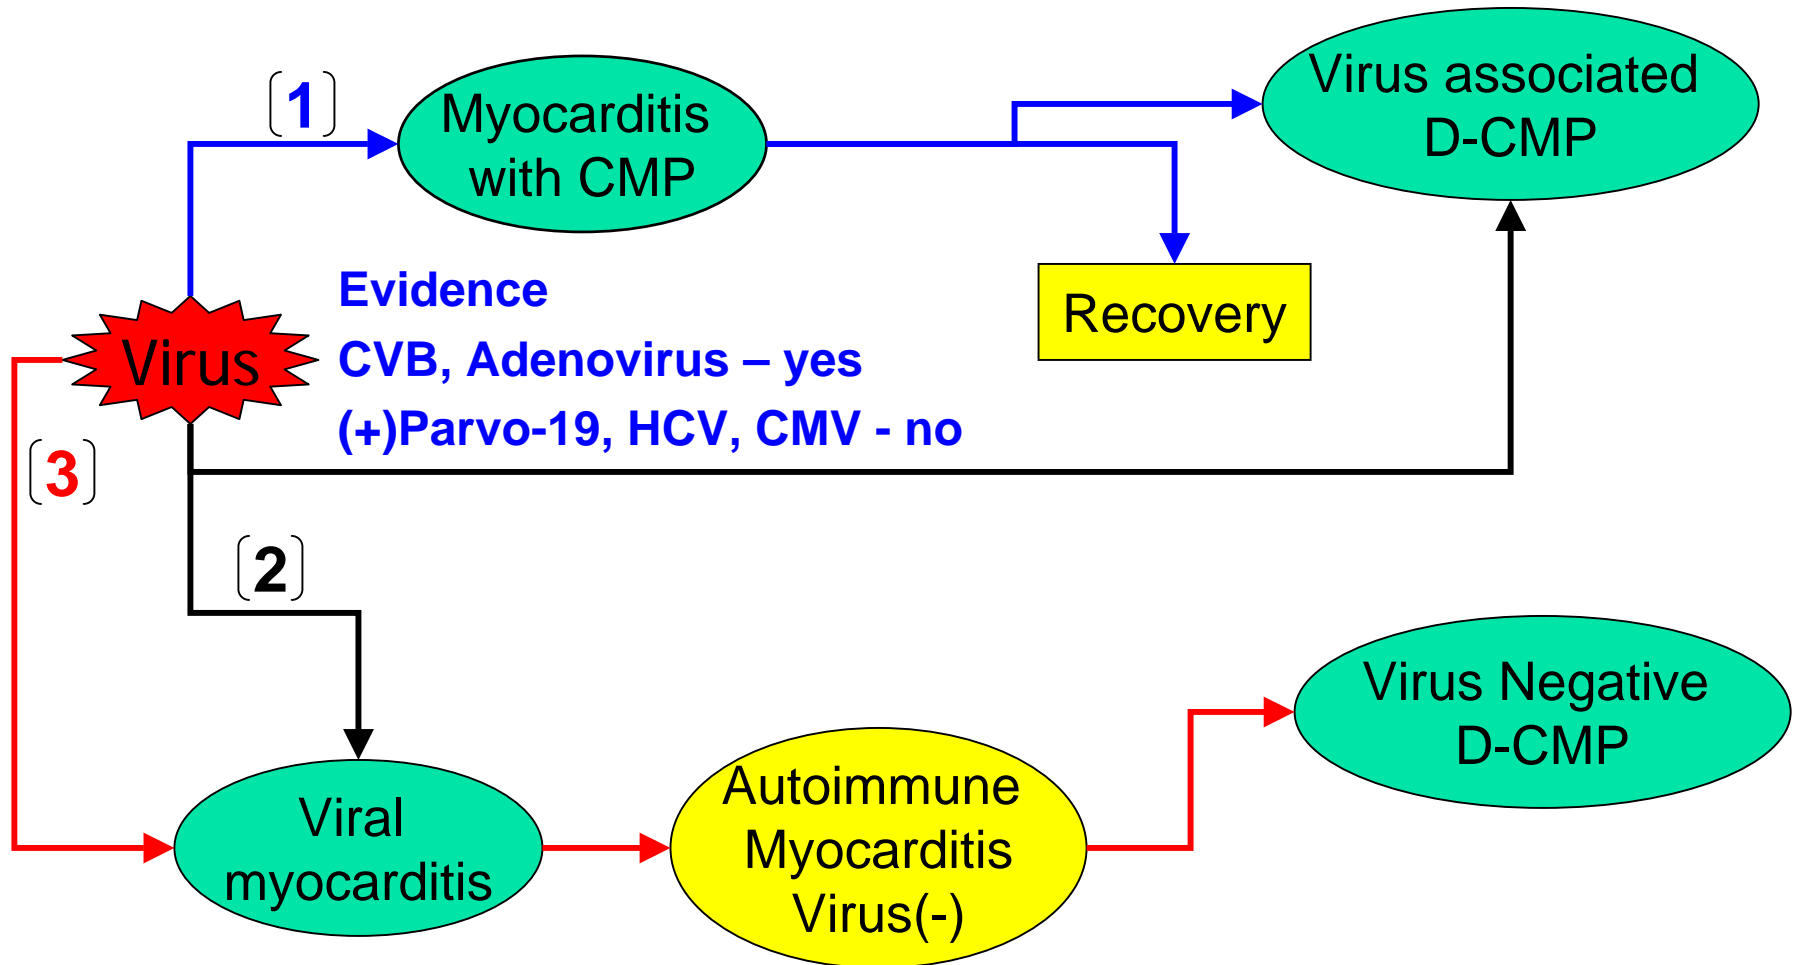 [1]
Myocarditis
with CMP
Virus associated
D-CMP
Recovery
Evidence
CVB, Adenovirus – yes
(+)Parvo-19, HCV, CMV - no
Virus
[3]
[2]
Virus Negative
D-CMP
Viral
myocarditis
Autoimmune
Myocarditis
Virus(-)